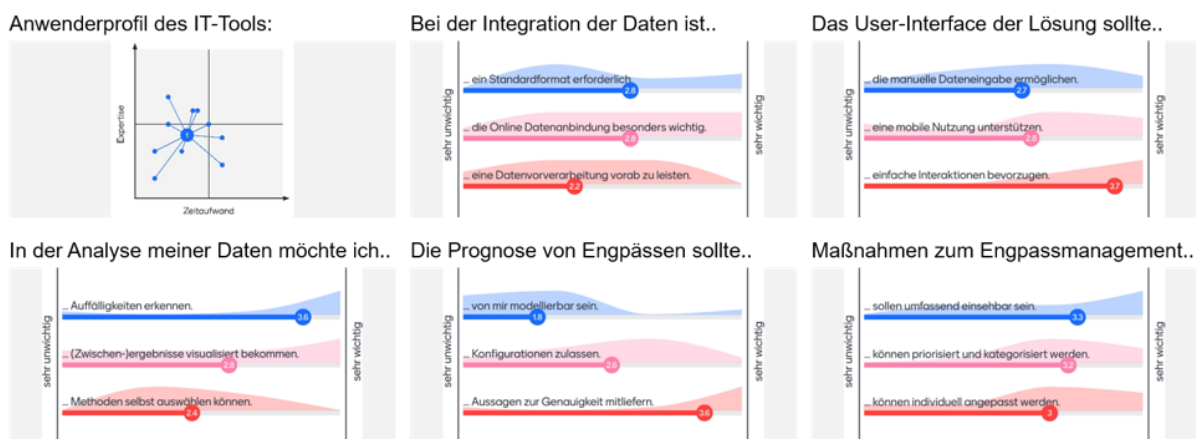 Anwenderprofil des IT-Tools:
Expertise
1
Zeitaufwand
Bei der Integration der Daten ist..
sehr unwichtig
... ein Standardformat erforderlich.
2.8
... die Online Datenanbindung besonders wichtig.
2.8
... eine Datenvorverarbeitung vorab zu leisten.
2.2
sehr wichtig
Das User-Interface der Lösung sollte..
sehr unwichtig
... die manuelle Dateneingabe ermöglichen.
2.7
... eine mobile Nutzung unterstützen.
2.8
... einfache Interaktionen bevorzugen.
3.7
sehr wichtig
In der Analyse meiner Daten möchte ich..
sehr unwichtig
... Auffälligkeiten erkennen.
3.6
... (Zwischen-)ergebnisse visualisiert bekommen.
2.8
... Methoden selbst auswählen können.
2.4
sehr wichtig
Die Prognose von Engpässen sollte..
sehr unwichtig
... von mir modellierbar sein.
1.8
... Konfigurationen zulassen.
2.6
... Aussagen zur Genauigkeit mitliefern.
3.6
sehr wichtig
Maßnahmen zum Engpassmanagement..
sehr unwichtig
... sollen umfassend einsehbar sein.
3.3
... können priorisiert und kategorisiert werden.
3.2
... können individuell angepasst werden.
3
sehr wichtig